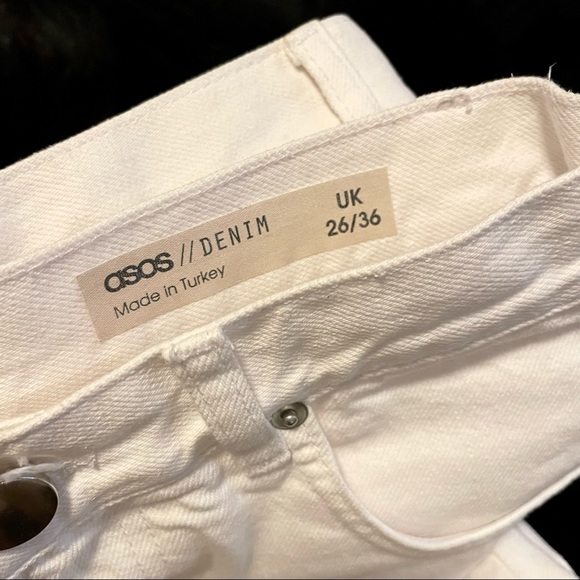 asos // DENIM
Made in Turkey
UK
26/36